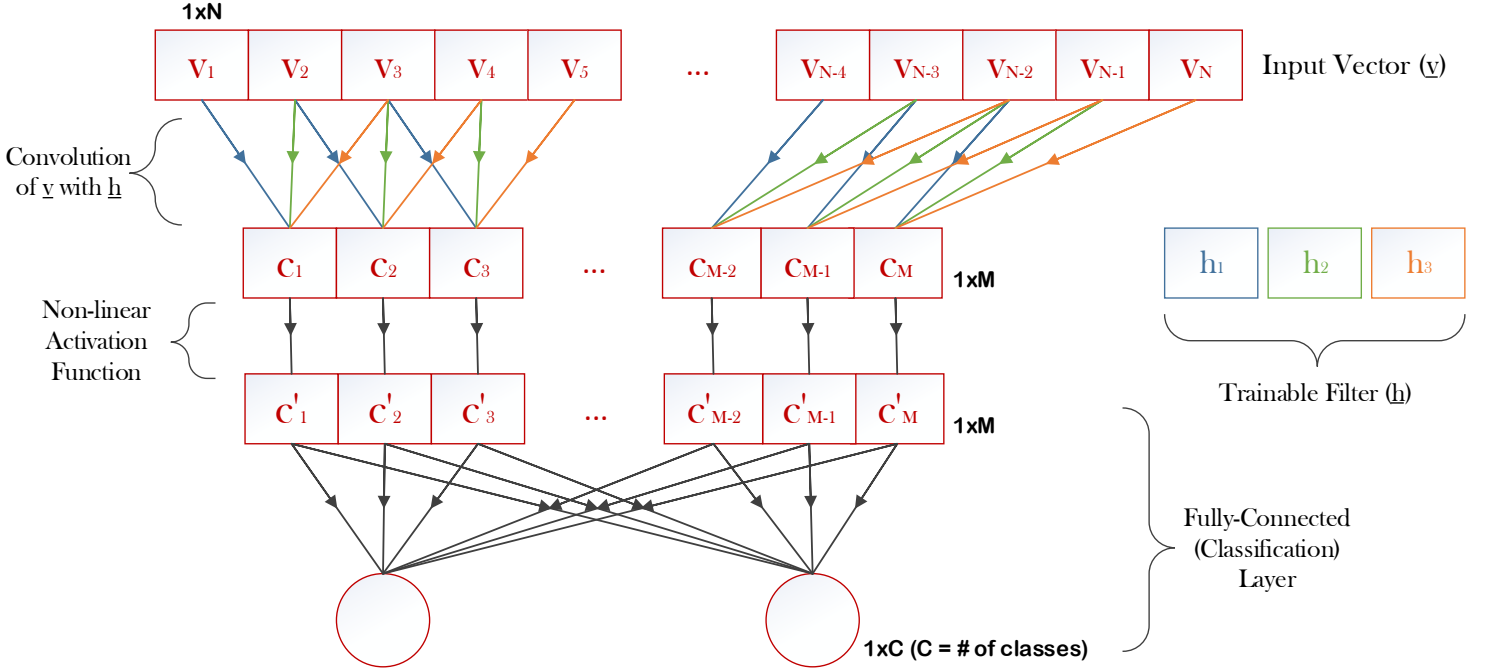 1xN
v1 v2 v3 v4 v5 ... vN-4 vN-3 vN-2 vN-1 vN
Input Vector (v)
Convolution
of v with h
c1 c2 c3 ... cM-2 cM-1 cM
1xM
h1 h2 h3
Trainable Filter (h)
Non-linear
Activation
Function
c'1 c'2 c'3 ... c'M-2 c'M-1 c'M
1xM
Fully-Connected
(Classification)
Layer
1xC (C = # of classes)